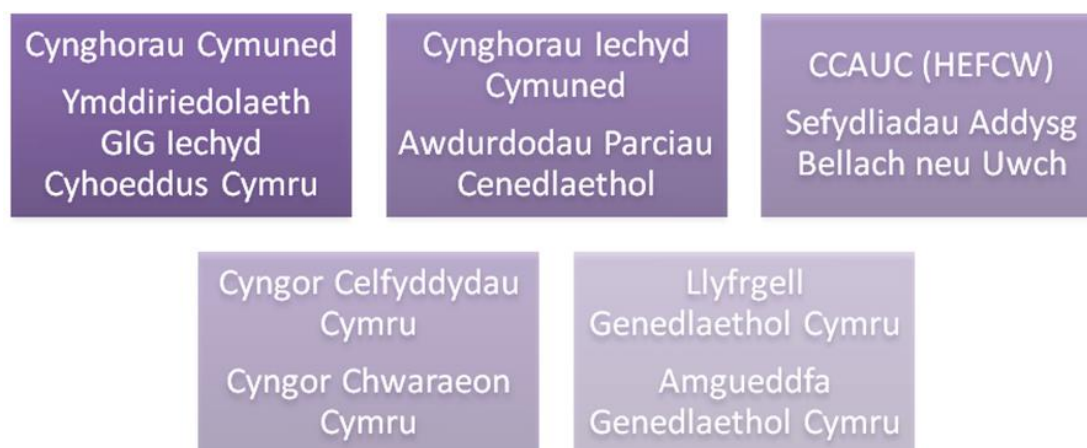 Cynghorau Cymuned
Ymddiriedolaeth
GIG Iechyd
Cyhoeddus Cymru
Cynghorau Iechyd
Cymuned
Awdurdodau Parciau
Cenedlaethol
CCAUC (HEFCW)
Sefydliadau Addysg
Bellach neu Uwch
Cyngor Celfyddydau
Cymru
Cyngor Chwaraeon
Cymru
Llyfrgell
Genedlaethol Cymru
Amgueddfa
Genedlaethol Cymru